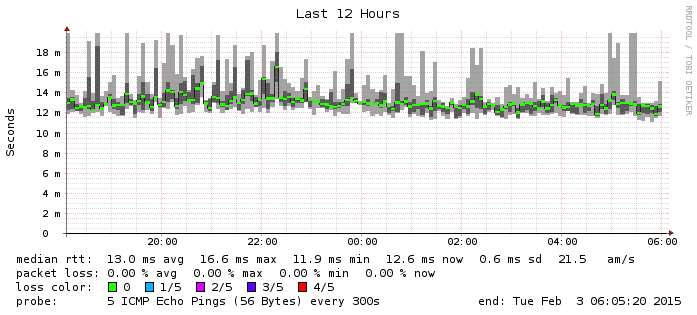 Last 12 Hours
RRDTOOL / TOBI OETIKER
Seconds
18 m
16 m
14 m
12 m
10 m
8 m
6 m
4 m
2 m
0
20:00 22:00 00:00 02:00 04:00 06:00
median rtt: 13.0 ms avg 16.6 ms max 11.9 ms min 12.6 ms now 0.6 ms sd 21.5 am/s
packet loss: 0.00 % avg 0.00 % max 0.00 % min 0.00 % now
loss color: 0 1/5 2/5 3/5 4/5
probe: 5 ICMP Echo Pings (56 Bytes) every 300s end: Tue Feb 3 06:05:20 2015